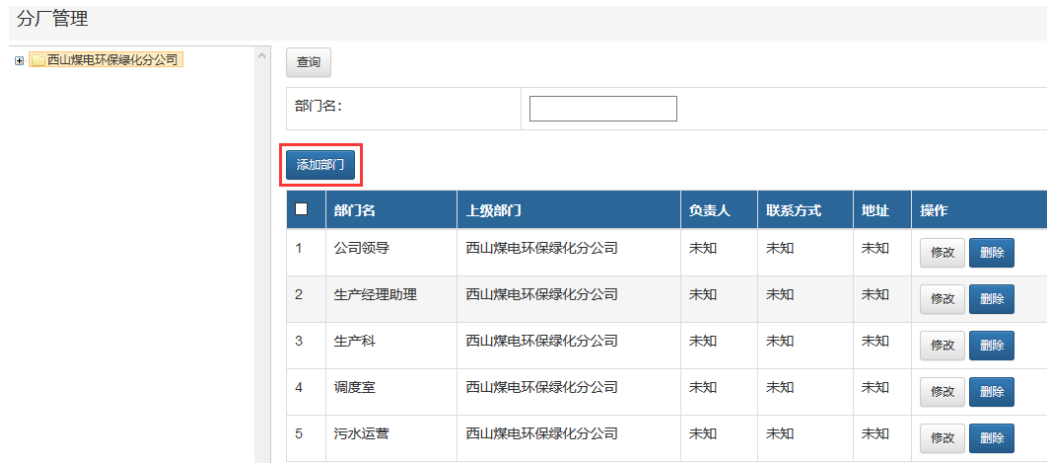 分厂管理
西山煤电环保绿化分公司
查询
部门名：
添加部门
部门名 上级部门 负责人 联系方式 地址 操作
1 公司领导 西山煤电环保绿化分公司 未知 未知 未知 修改 删除
2 生产经理助理 西山煤电环保绿化分公司 未知 未知 未知 修改 删除
3 生产科 西山煤电环保绿化分公司 未知 未知 未知 修改 删除
4 调度室 西山煤电环保绿化分公司 未知 未知 未知 修改 删除
5 污水运营 西山煤电环保绿化分公司 未知 未知 未知 修改 删除